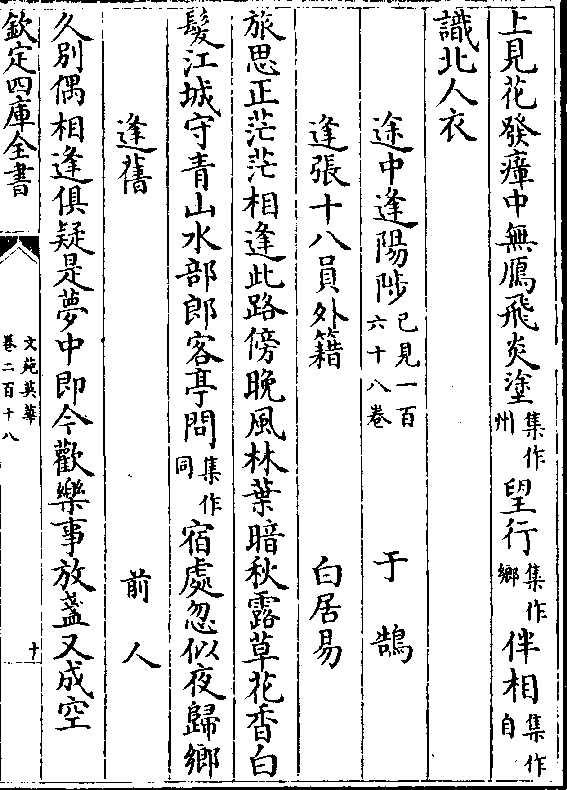 上見花發瘴中無鴈飛炎塗集作州望行集作鄉伴相集作自
識北人衣
途中逢陽陟已見一百六十八卷 于鵠
逢張十八員外籍 白居易
旅思正茫茫相逢此路傍晚風林葉暗秋露草花香白
髮江城守青山水部郎客亭問集作同宿處忽似夜歸鄉
逢舊 前人
久別偶相逢俱疑是夢中即今歡樂事放盞又成空
欽定四庫全書
文苑英華
卷二百十八
十